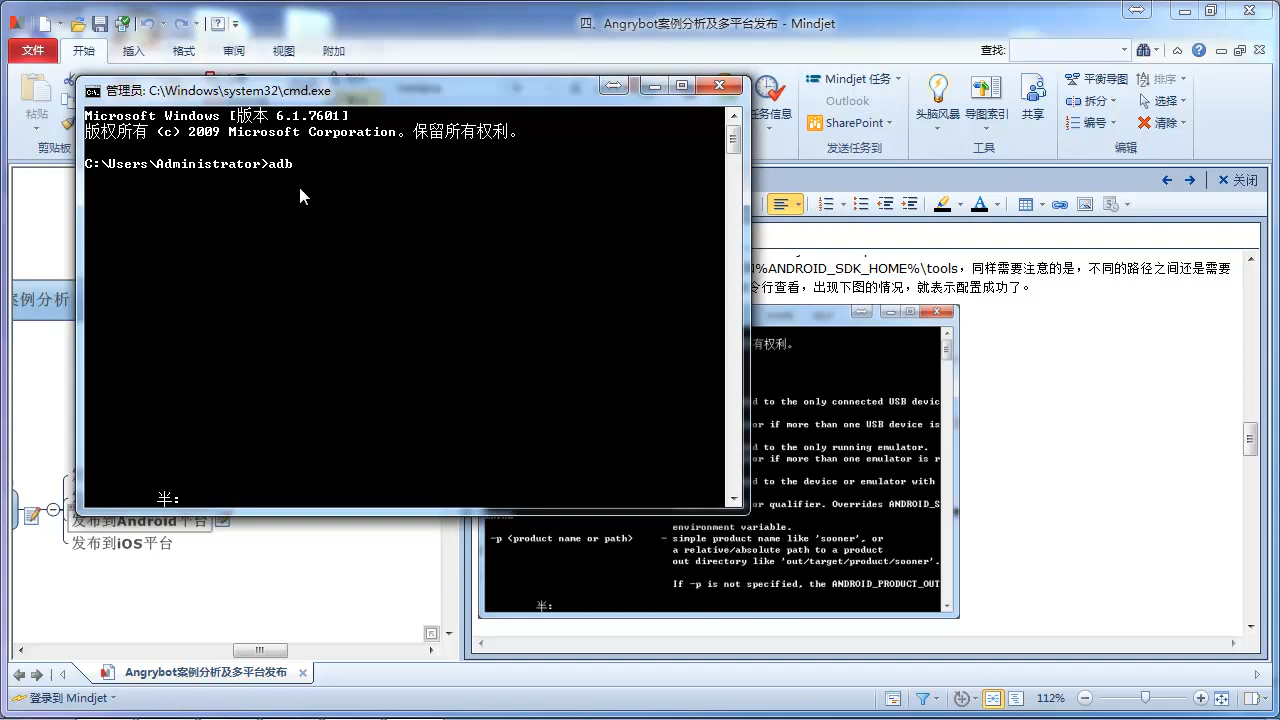 四、Angrybot案例分析及多平台发布 - Mindjet
文件 开始 插入 格式 审阅 视图 附加 查找:
粘贴
剪贴板
任务信息
Mindjet 任务
Outlook
SharePoint
发送任务到
头脑风暴 导图索引 共享
工具
平衡导图
拆分
编号
排序
选择
清除
编辑
管理员: C:\Windows\system32\cmd.exe
Microsoft Windows [版本 6.1.7601]
版权所有 (c) 2009 Microsoft Corporation。保留所有权利。
C:\Users\Administrator>adb
半:
关闭
%ANDROID_SDK_HOME%\tools，同样需要注意的是，不同的路径之间还是需要
令行查看，出现下图的情况，就表示配置成功了。
有权利。
d to the only connected USB devic
or if more than one USB device is
d to the only running emulator.
or if more than one emulator is r
d to the device or emulator with
or qualifier. Overrides ANDROID_S
environment variable.
-p <product name or path> - simple product name like 'sooner', or
a relative/absolute path to a product
out directory like 'out/target/product/sooner'.
If -p is not specified, the ANDROID_PRODUCT_OUT
半:
案例分析
发布到Android平台
发布到iOS平台
Angrybot案例分析及多平台发布
登录到 Mindjet
112%